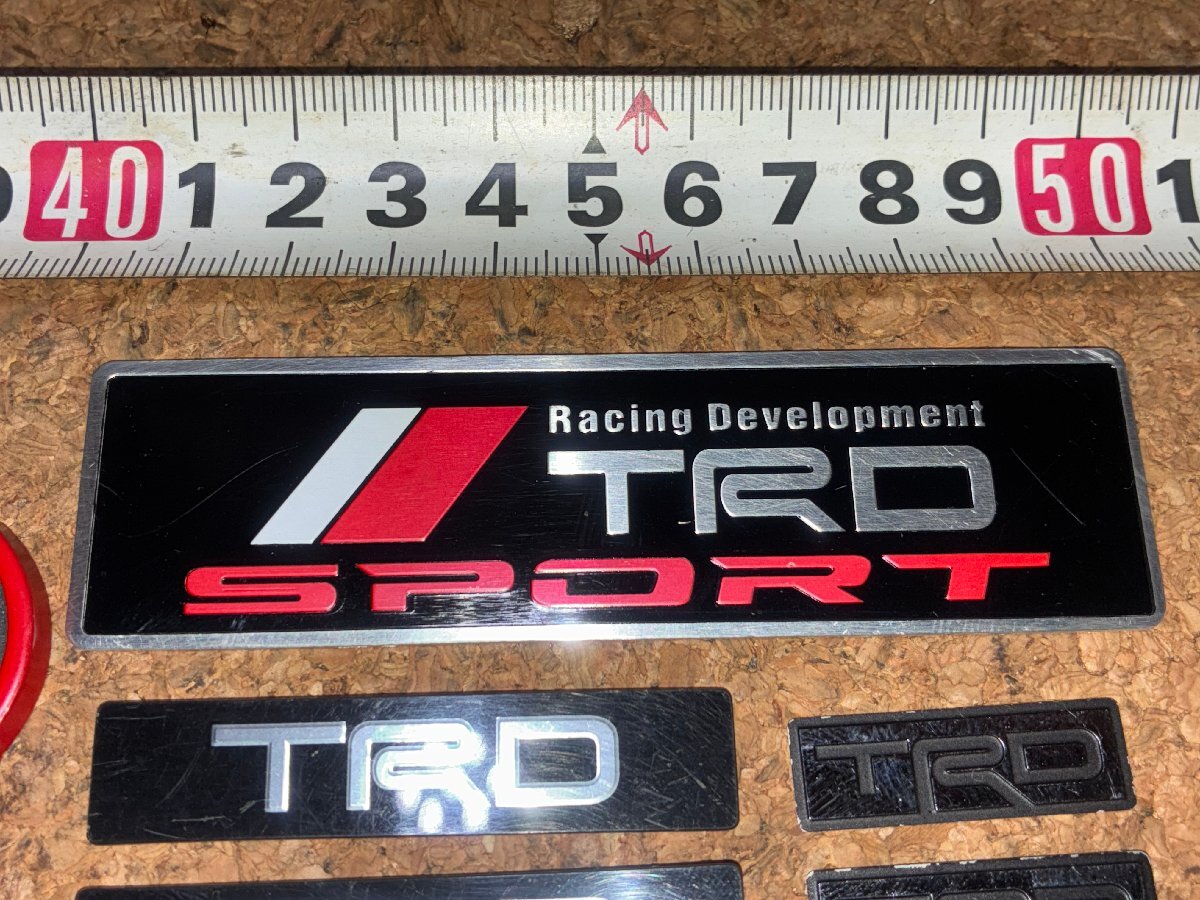 40 1 2 3 4 5 6 7 8 9 50 1
Racing Development
TRD
SPORT
TRD
TRD